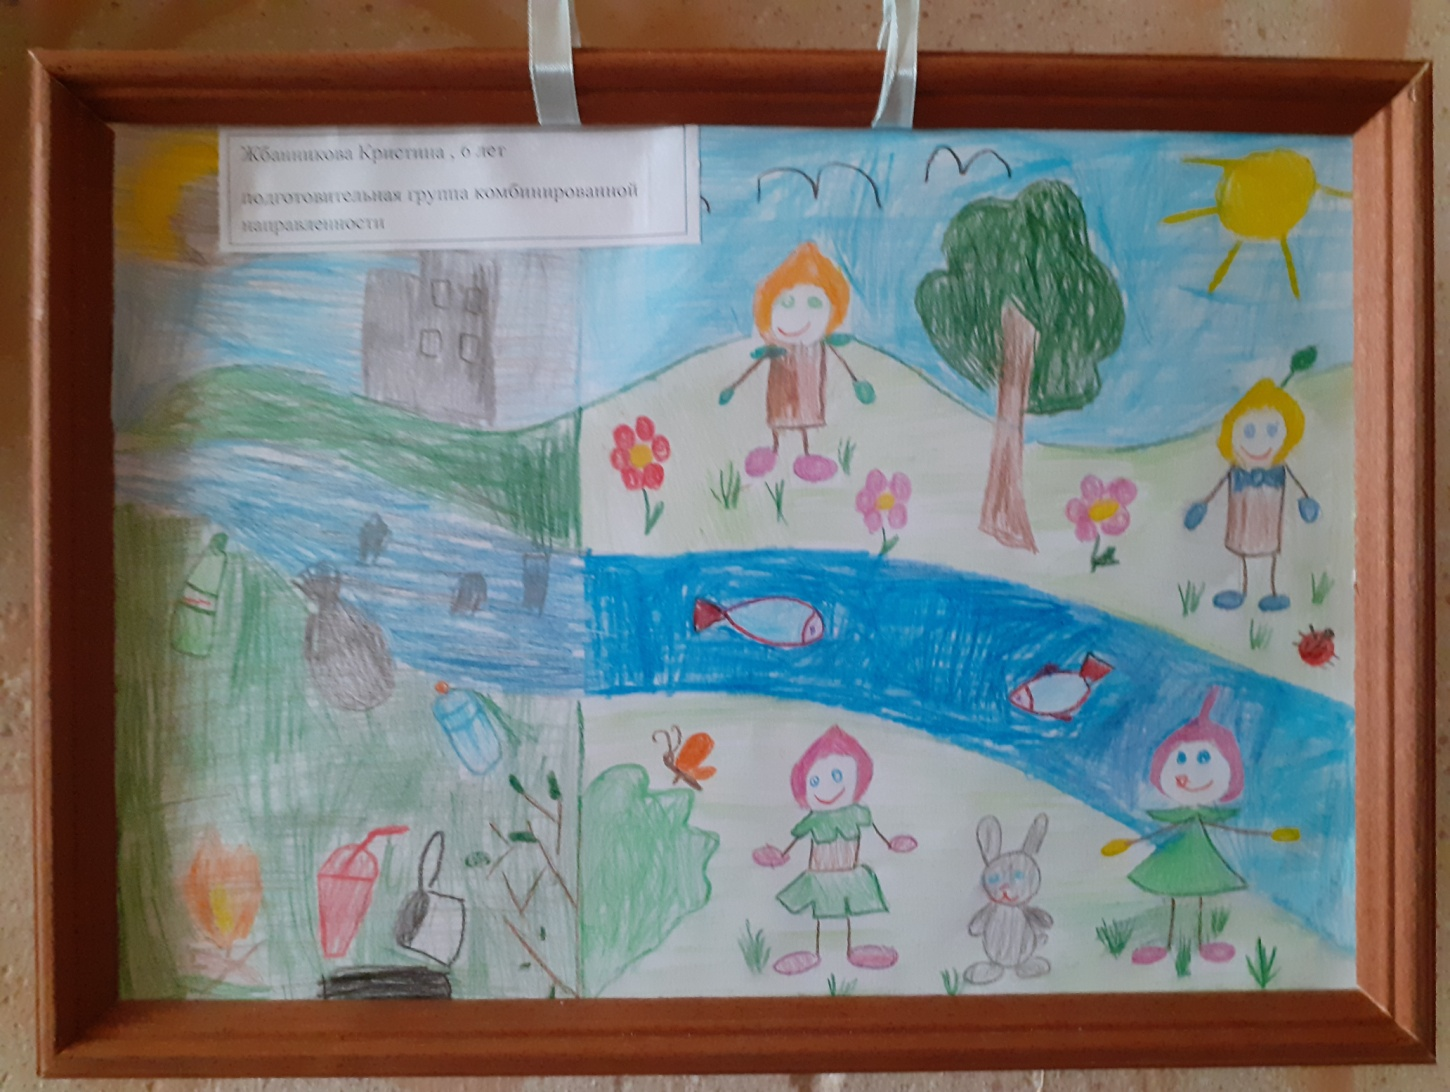 Жбанникова Кристина , 6 лет
подготовительная группа комбинированной
направленности